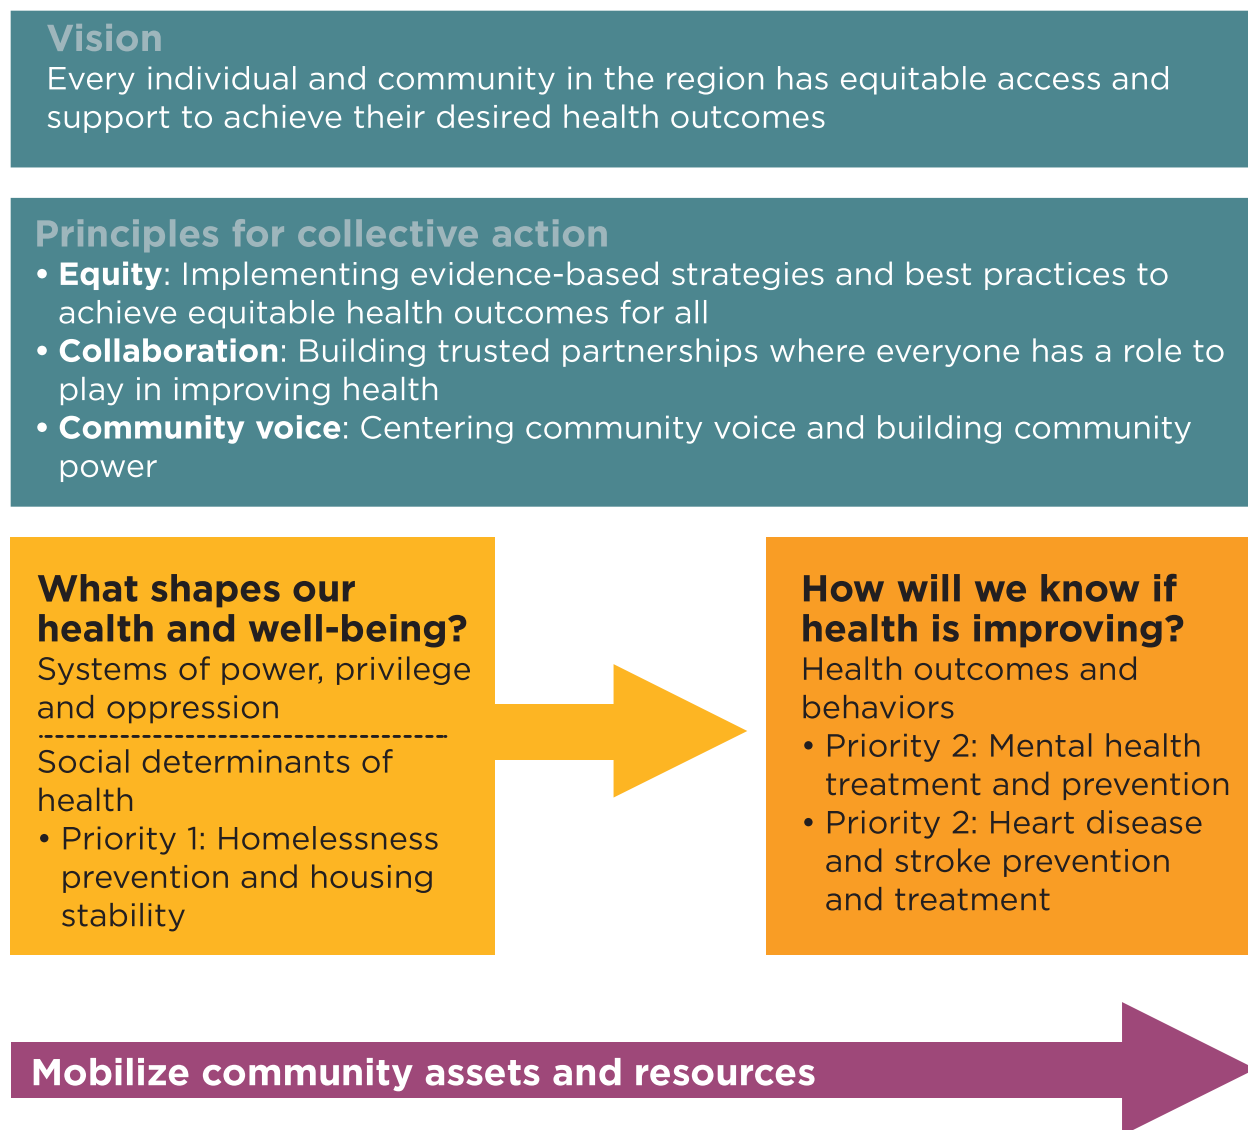 Vision
Every individual and community in the region has equitable access and
support to achieve their desired health outcomes
Principles for collective action
• Equity: Implementing evidence-based strategies and best practices to
achieve equitable health outcomes for all
• Collaboration: Building trusted partnerships where everyone has a role to
play in improving health
• Community voice: Centering community voice and building community
power
What shapes our
health and well-being?
Systems of power, privilege
and oppression
Social determinants of
health
• Priority 1: Homelessness
prevention and housing
stability
How will we know if
health is improving?
Health outcomes and
behaviors
• Priority 2: Mental health
treatment and prevention
• Priority 2: Heart disease
and stroke prevention
and treatment
Mobilize community assets and resources